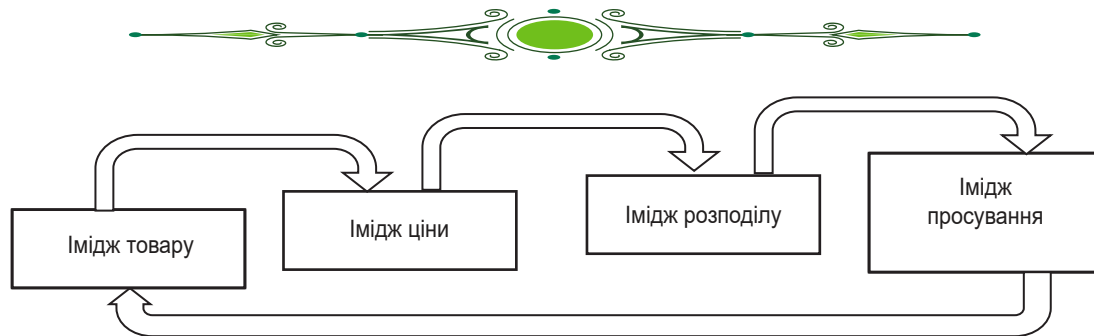 Імідж товару
Імідж ціни
Імідж розподілу
Імідж
просування